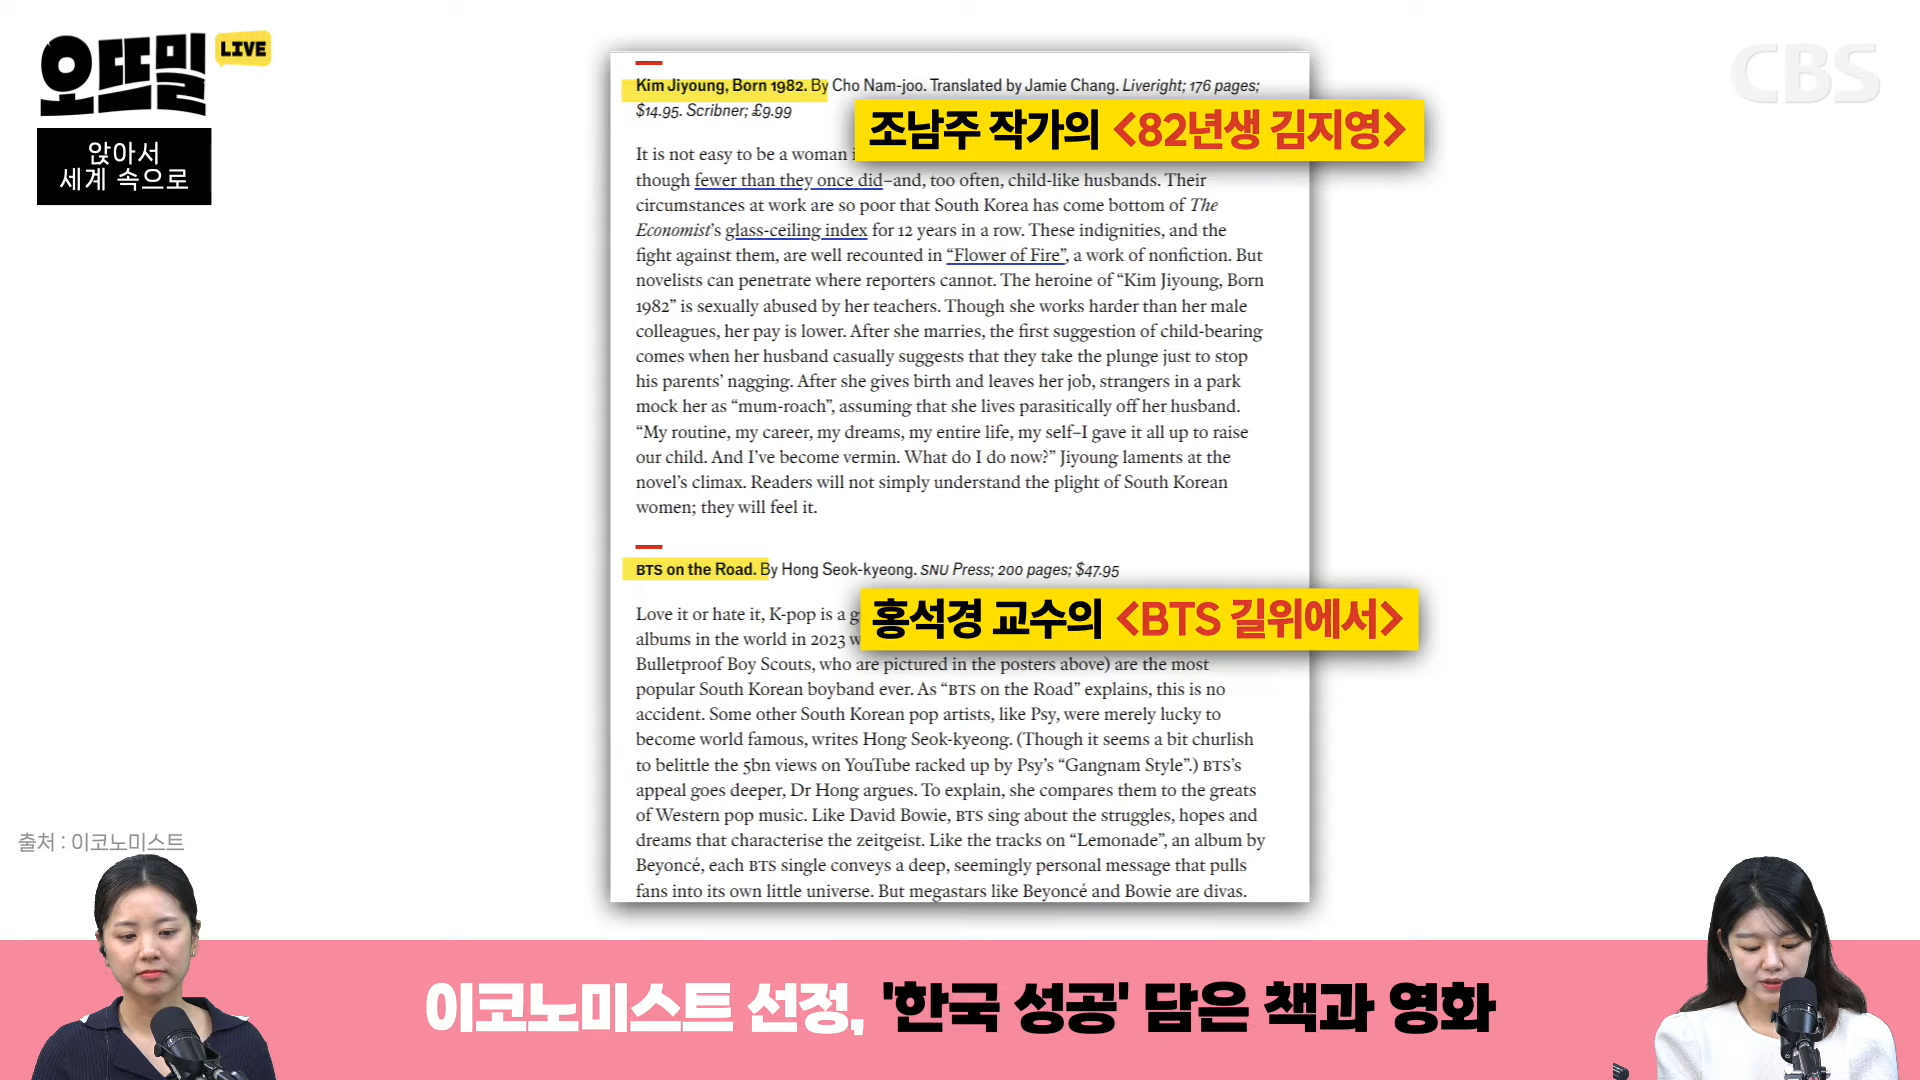 오뜨밀 LIVE
앉아서
세계 속으로
CBS
Kim Jiyoung, Born 1982. By Cho Nam-joo. Translated by Jamie Chang. Liveright; 176 pages;
$14.95. Scribner; £9.99
조남주 작가의 <82년생 김지영>
It is not easy to be a woman
though fewer than they once did–and, too often, child-like husbands. Their
circumstances at work are so poor that South Korea has come bottom of The
Economist’s glass-ceiling index for 12 years in a row. These indignities, and the
fight against them, are well recounted in “Flower of Fire”, a work of nonfiction. But
novelists can penetrate where reporters cannot. The heroine of “Kim Jiyoung, Born
1982” is sexually abused by her teachers. Though she works harder than her male
colleagues, her pay is lower. After she marries, the first suggestion of child-bearing
comes when her husband casually suggests that they take the plunge just to stop
his parents’ nagging. After she gives birth and leaves her job, strangers in a park
mock her as “mum-roach”, assuming that she lives parasitically off her husband.
“My routine, my career, my dreams, my entire life, my self–I gave it all up to raise
our child. And I’ve become vermin. What do I do now?” Jiyoung laments at the
novel’s climax. Readers will not simply understand the plight of South Korean
women; they will feel it.
BTS on the Road. By Hong Seok-kyeong. SNU Press; 200 pages; $47.95
홍석경 교수의 <BTS 길위에서>
Love it or hate it, K-pop is a
albums in the world in 2023
Bulletproof Boy Scouts, who are pictured in the posters above) are the most
popular South Korean boyband ever. As “BTS on the Road” explains, this is no
accident. Some other South Korean pop artists, like Psy, were merely lucky to
become world famous, writes Hong Seok-kyeong. (Though it seems a bit churlish
to belittle the 5bn views on YouTube racked up by Psy’s “Gangnam Style”.) BTS’s
appeal goes deeper, Dr Hong argues. To explain, she compares them to the greats
of Western pop music. Like David Bowie, BTS sing about the struggles, hopes and
dreams that characterise the zeitgeist. Like the tracks on “Lemonade”, an album by
Beyoncé, each BTS single conveys a deep, seemingly personal message that pulls
fans into its own little universe. But megastars like Beyoncé and Bowie are divas.
출처 : 이코노미스트
이코노미스트 선정, '한국 성공' 담은 책과 영화